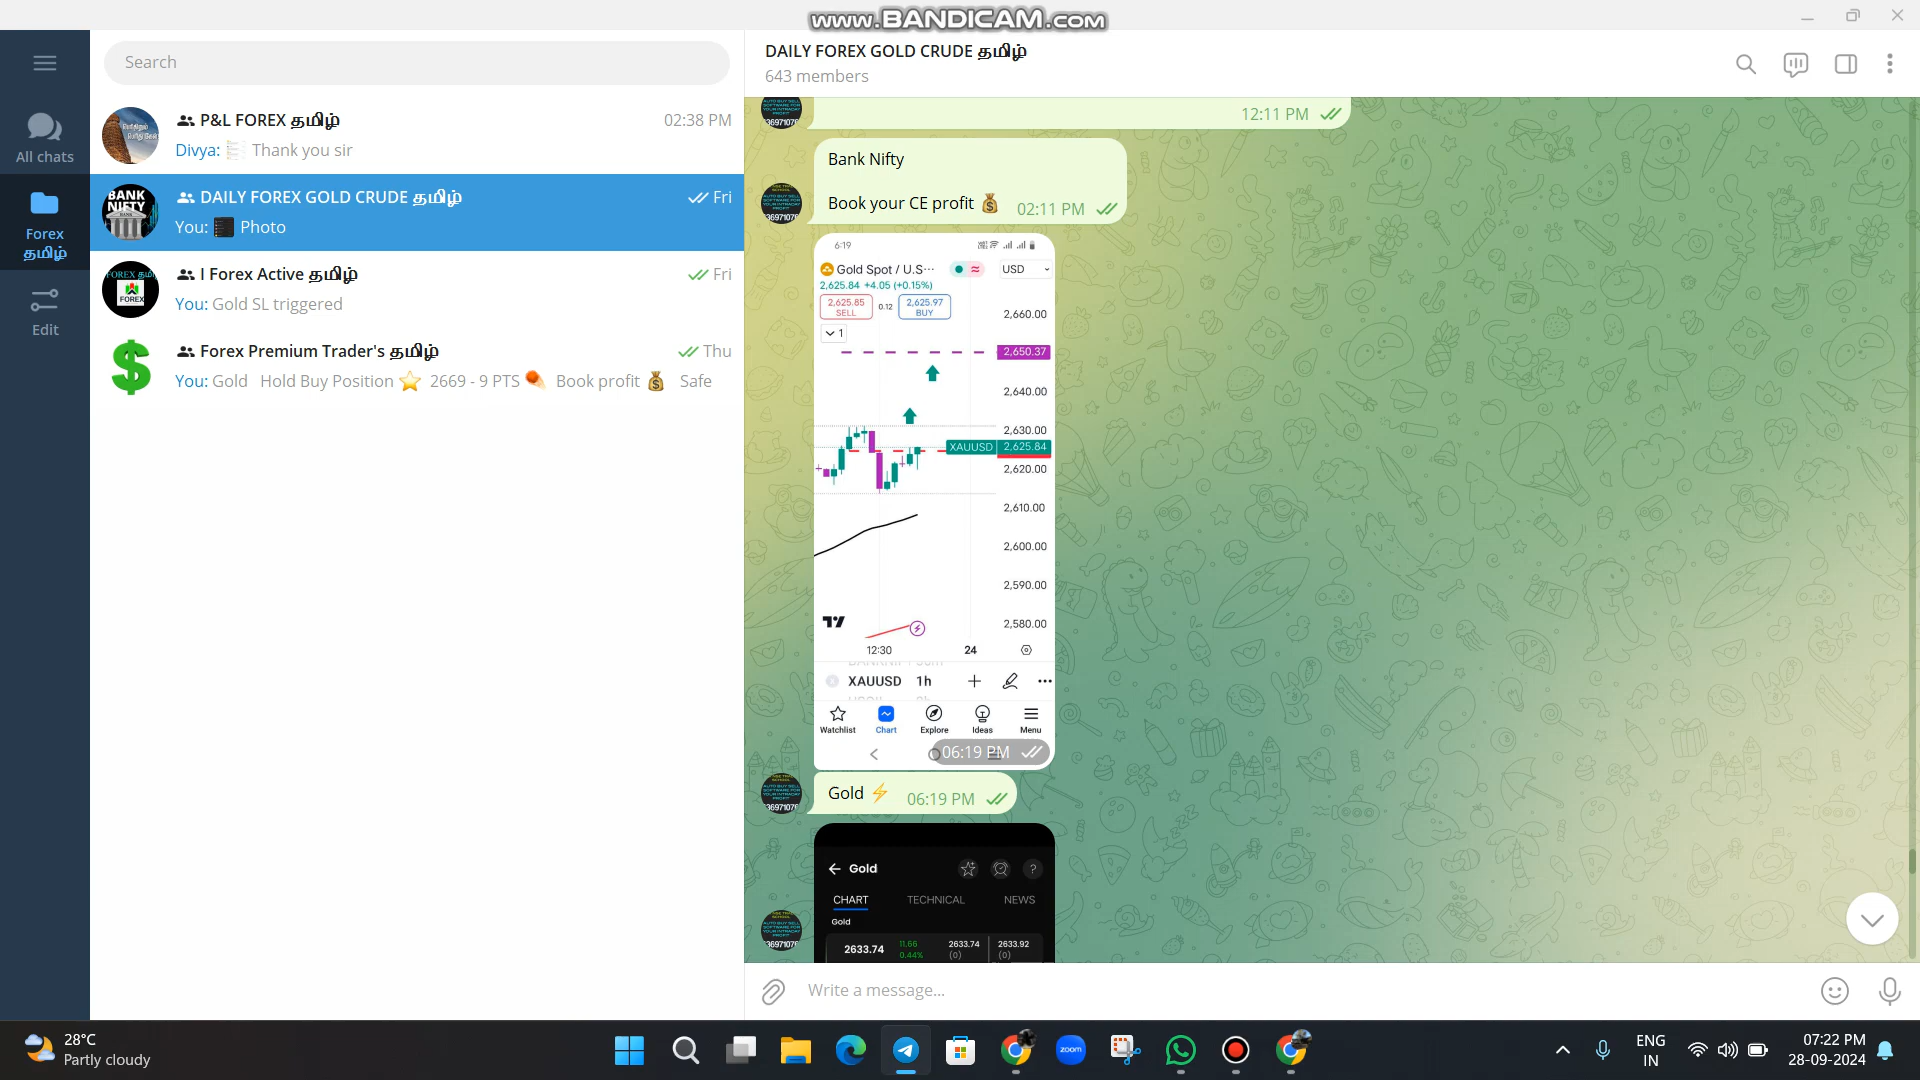 www.BANDICAM.com
Search
P&L FOREX தமிழ்
02:38 PM
Divya: Thank you sir
All chats
DAILY FOREX GOLD CRUDE தமிழ்
Fri
You: Photo
BANK
NIFTY
Forex
தமிழ்
I Forex Active தமிழ்
Fri
You: Gold SL triggered
FOREX
Edit
Forex Premium Trader's தமிழ்
Thu
You: Gold Hold Buy Position ⭐ 2669 - 9 PTS Book profit 💰 Safe
DAILY FOREX GOLD CRUDE தமிழ்
643 members
12:11 PM
Bank Nifty
Book your CE profit 💰 02:11 PM
6:19
Gold Spot / U.S···
USD
2,625.84 +4.05 (+0.15%)
2,625.85
SELL
0.12
2,625.97
BUY
1
2,660.00
2,650.37
2,640.00
2,630.00
XAUUSD 2,625.84
2,620.00
2,610.00
2,600.00
2,590.00
2,580.00
12:30
24
XAUUSD 1h
Watchlist Chart Explore Ideas Menu
06:19 PM
Gold ⚡ 06:19 PM
Gold
?
CHART TECHNICAL NEWS
Gold
2633.74
11.66
0.44%
2633.74
(0)
2633.92
(0)
Write a message...
28°C
Partly cloudy
zoom
ENG
IN
07:22 PM
28-09-2024